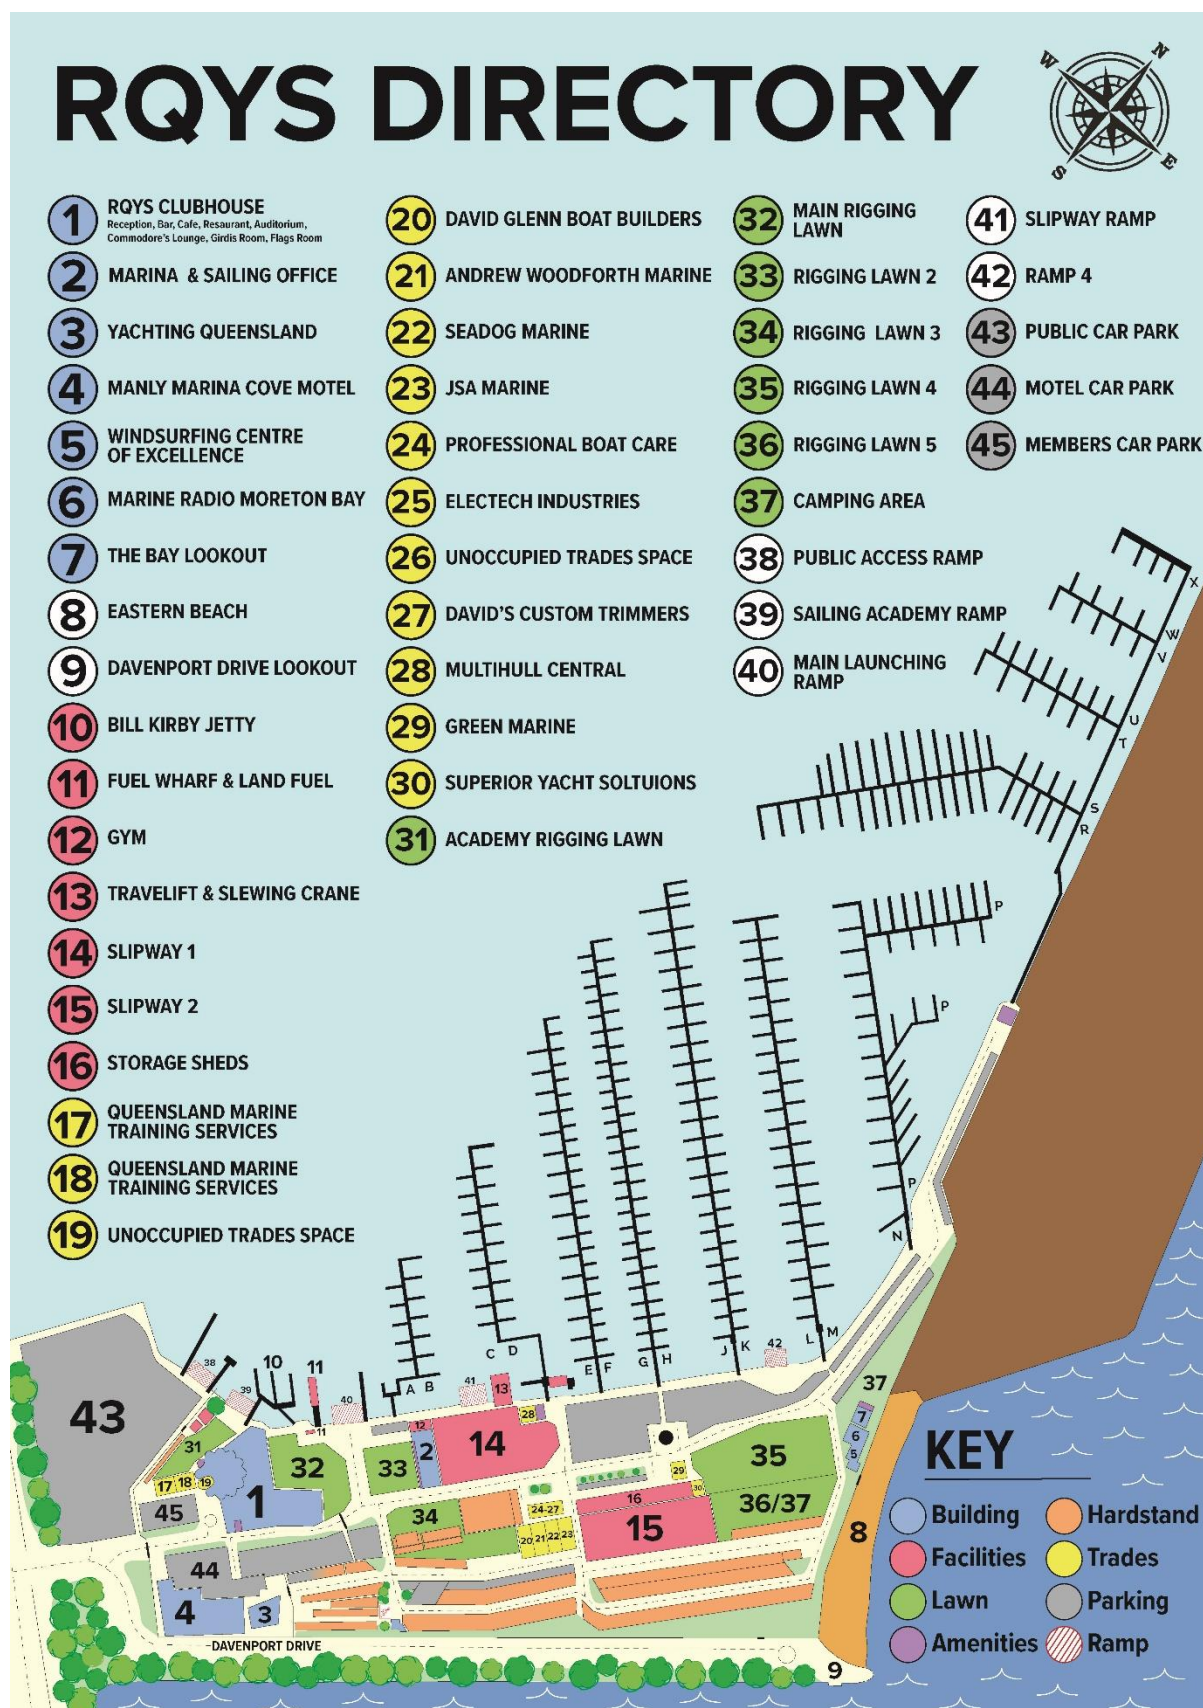 RQYS DIRECTORY
W
N
S
E
1
RQYS CLUBHOUSE
Reception, Bar, Cafe, Resaurant, Auditorium,
Commodore's Lounge, Girdis Room, Flags Room
2
MARINA & SAILING OFFICE
3
YACHTING QUEENSLAND
4
MANLY MARINA COVE MOTEL
5
WINDSURFING CENTRE
OF EXCELLENCE
6
MARINE RADIO MORETON BAY
7
THE BAY LOOKOUT
8
EASTERN BEACH
9
DAVENPORT DRIVE LOOKOUT
10
BILL KIRBY JETTY
11
FUEL WHARF & LAND FUEL
12
GYM
13
TRAVELIFT & SLEWING CRANE
14
SLIPWAY 1
15
SLIPWAY 2
16
STORAGE SHEDS
17
QUEENSLAND MARINE
TRAINING SERVICES
18
QUEENSLAND MARINE
TRAINING SERVICES
19
UNOCCUPIED TRADES SPACE
20
DAVID GLENN BOAT BUILDERS
21
ANDREW WOODFORTH MARINE
22
SEADOG MARINE
23
JSA MARINE
24
PROFESSIONAL BOAT CARE
25
ELECTECH INDUSTRIES
26
UNOCCUPIED TRADES SPACE
27
DAVID'S CUSTOM TRIMMERS
28
MULTIHULL CENTRAL
29
GREEN MARINE
30
SUPERIOR YACHT SOLTUIONS
31
ACADEMY RIGGING LAWN
32
MAIN RIGGING
LAWN
33
RIGGING LAWN 2
34
RIGGING LAWN 3
35
RIGGING LAWN 4
36
RIGGING LAWN 5
37
CAMPING AREA
38
PUBLIC ACCESS RAMP
39
SAILING ACADEMY RAMP
40
MAIN LAUNCHING
RAMP
41
SLIPWAY RAMP
42
RAMP 4
43
PUBLIC CAR PARK
44
MOTEL CAR PARK
45
MEMBERS CAR PARK
X
W
V
U
T
S
R
P
P
P
N
M
L
K
J
H
G
F
E
D
C
B
A
38
39
10
11
40
41
13
42
43
31
17 18 19
45
1
11
32
33
12
2
14
28
34
24-27
20 21 22 23
16
15
29
30
35
36/37
37
7
6
5
8
44
4
3
DAVENPORT DRIVE
9
KEY
Building
Hardstand
Facilities
Trades
Lawn
Parking
Amenities
Ramp